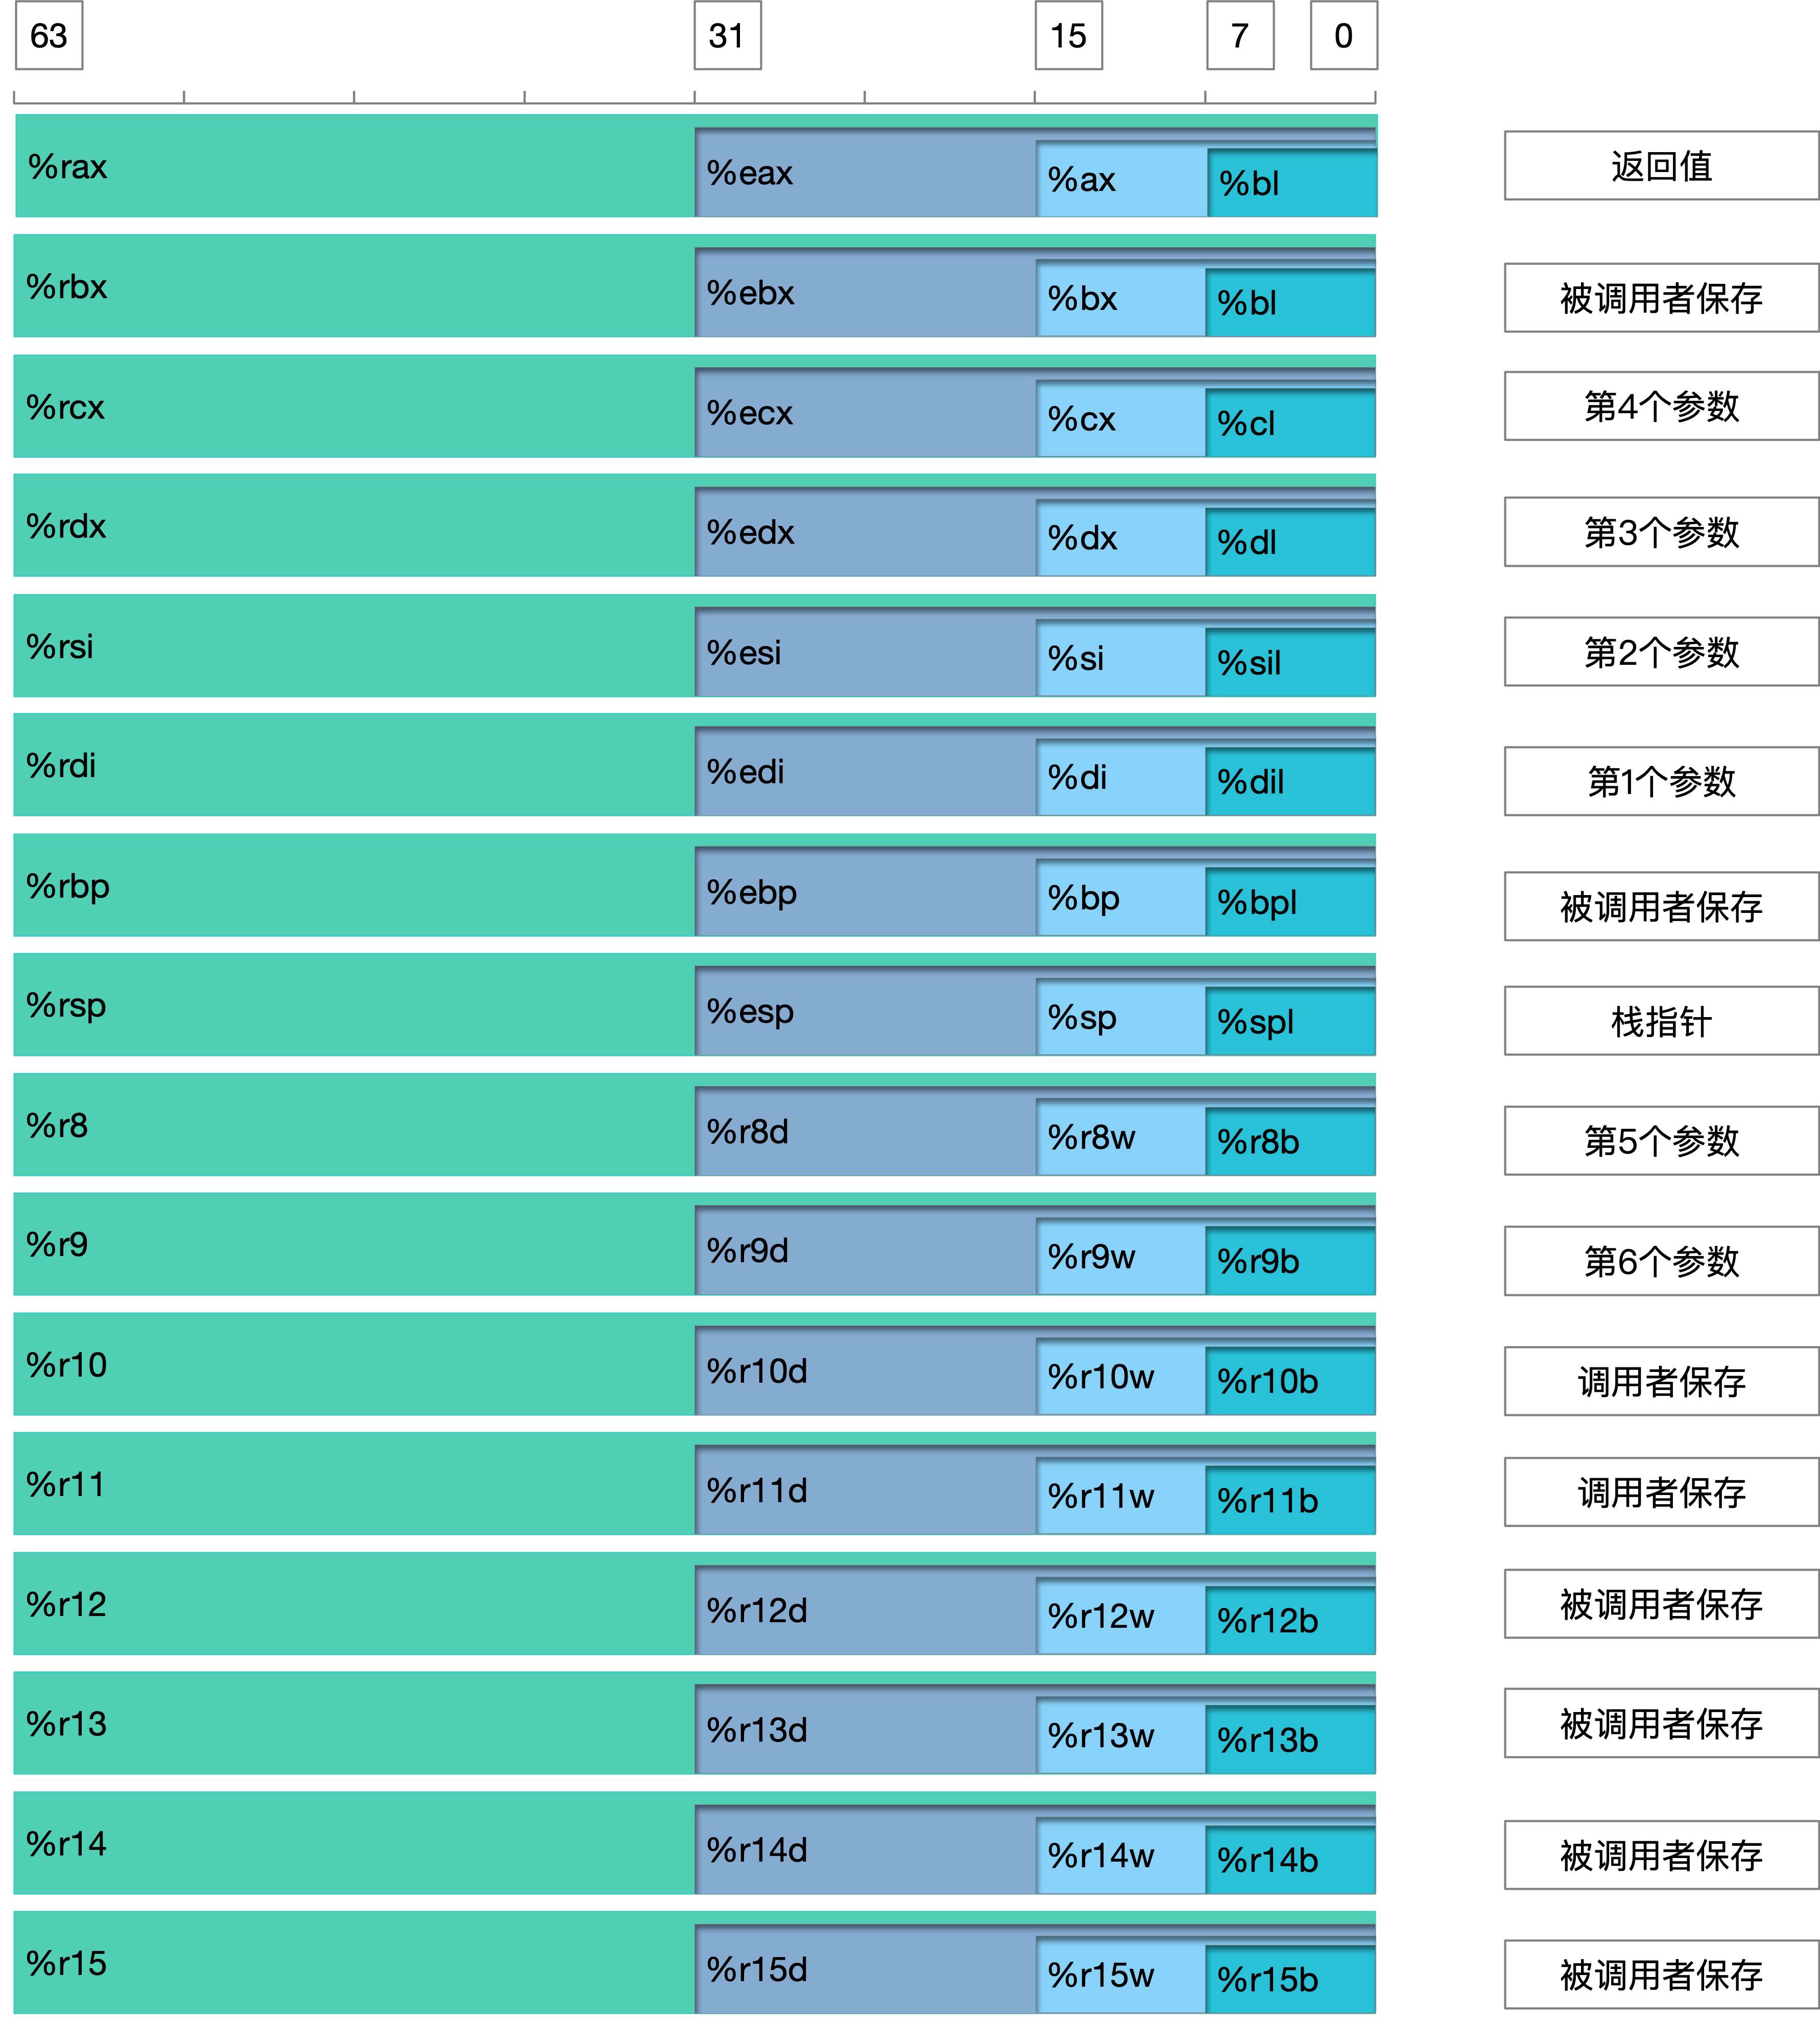 63 31 15 7 0
%rax %eax %ax %bl 返回值
%rbx %ebx %bx %bl 被调用者保存
%rcx %ecx %cx %cl 第4个参数
%rdx %edx %dx %dl 第3个参数
%rsi %esi %si %sil 第2个参数
%rdi %edi %di %dil 第1个参数
%rbp %ebp %bp %bpl 被调用者保存
%rsp %esp %sp %spl 栈指针
%r8 %r8d %r8w %r8b 第5个参数
%r9 %r9d %r9w %r9b 第6个参数
%r10 %r10d %r10w %r10b 调用者保存
%r11 %r11d %r11w %r11b 调用者保存
%r12 %r12d %r12w %r12b 被调用者保存
%r13 %r13d %r13w %r13b 被调用者保存
%r14 %r14d %r14w %r14b 被调用者保存
%r15 %r15d %r15w %r15b 被调用者保存